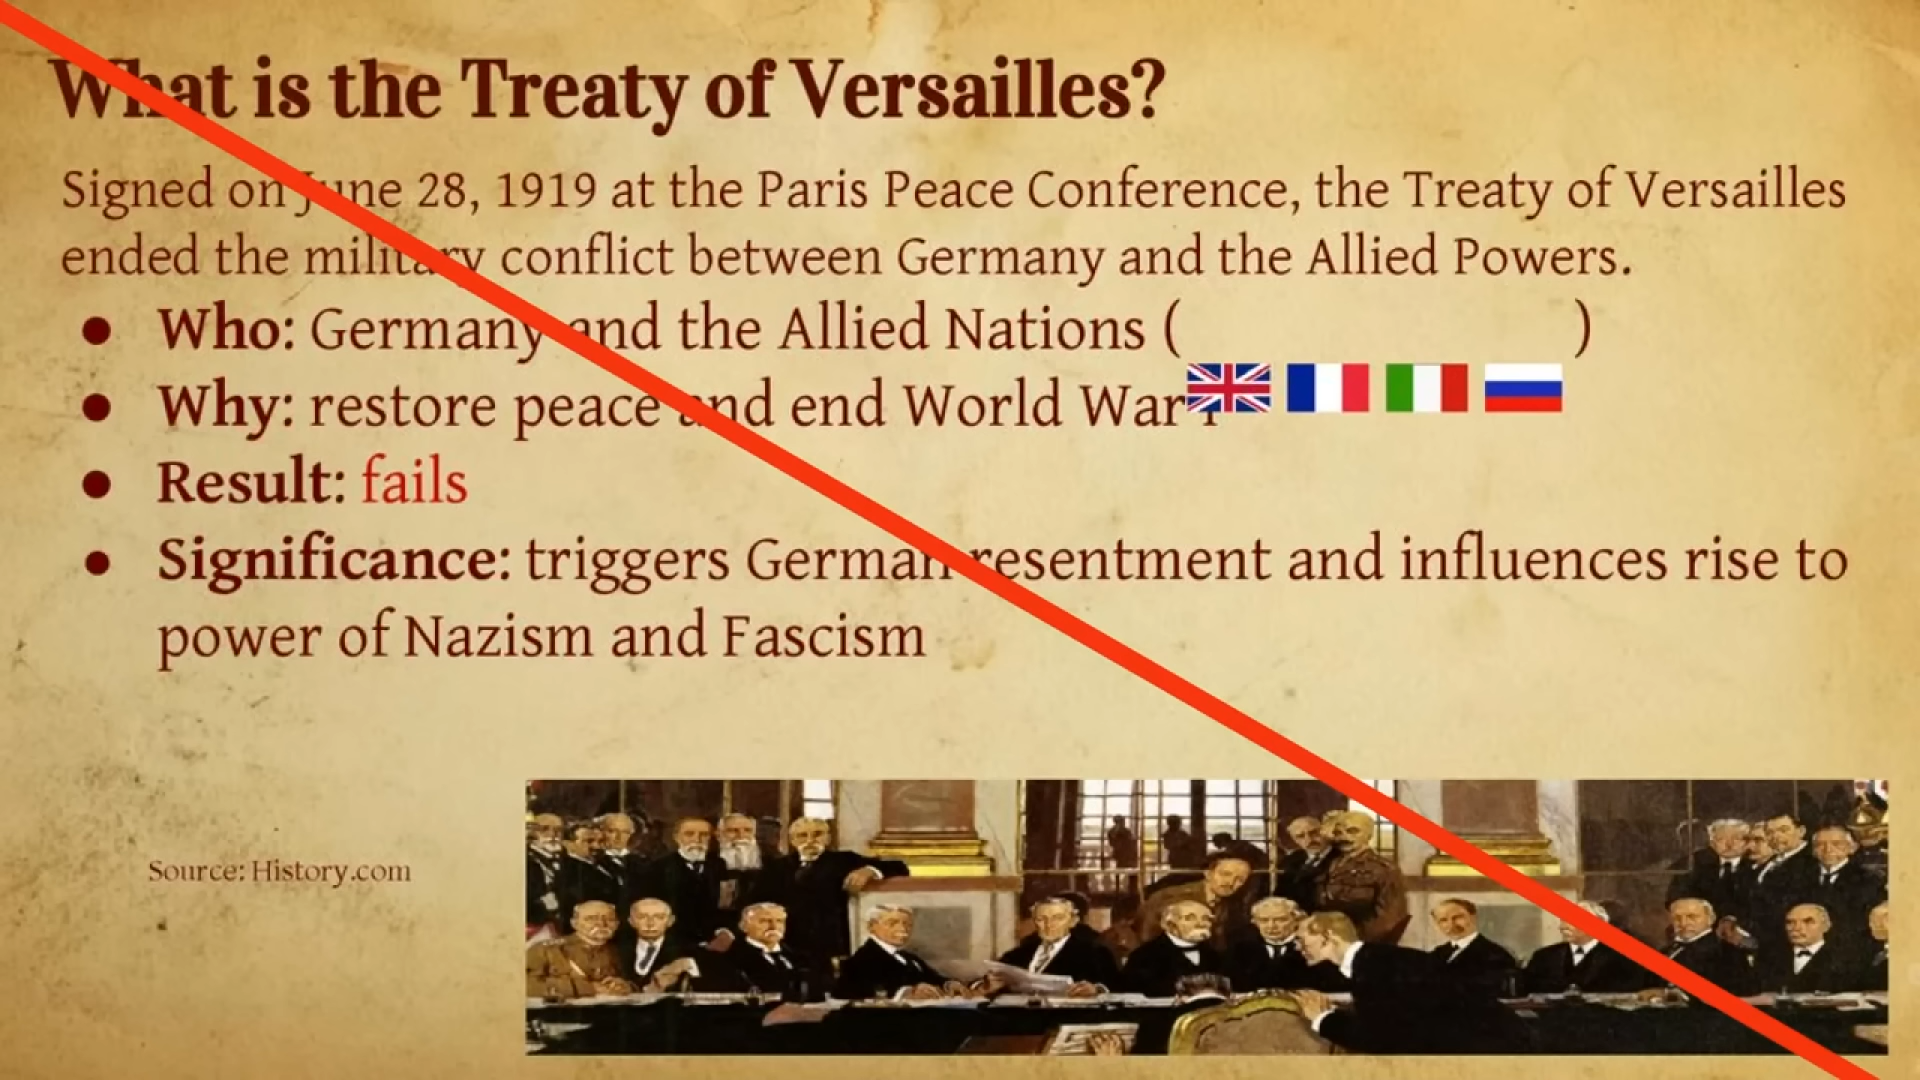 What is the Treaty of Versailles?
Signed on June 28, 1919 at the Paris Peace Conference, the Treaty of Versailles
ended the military conflict between Germany and the Allied Powers.
● Who: Germany and the Allied Nations ( )
● Why: restore peace and end World War I
● Result: fails
● Significance: triggers German resentment and influences rise to
power of Nazism and Fascism
Source: History.com